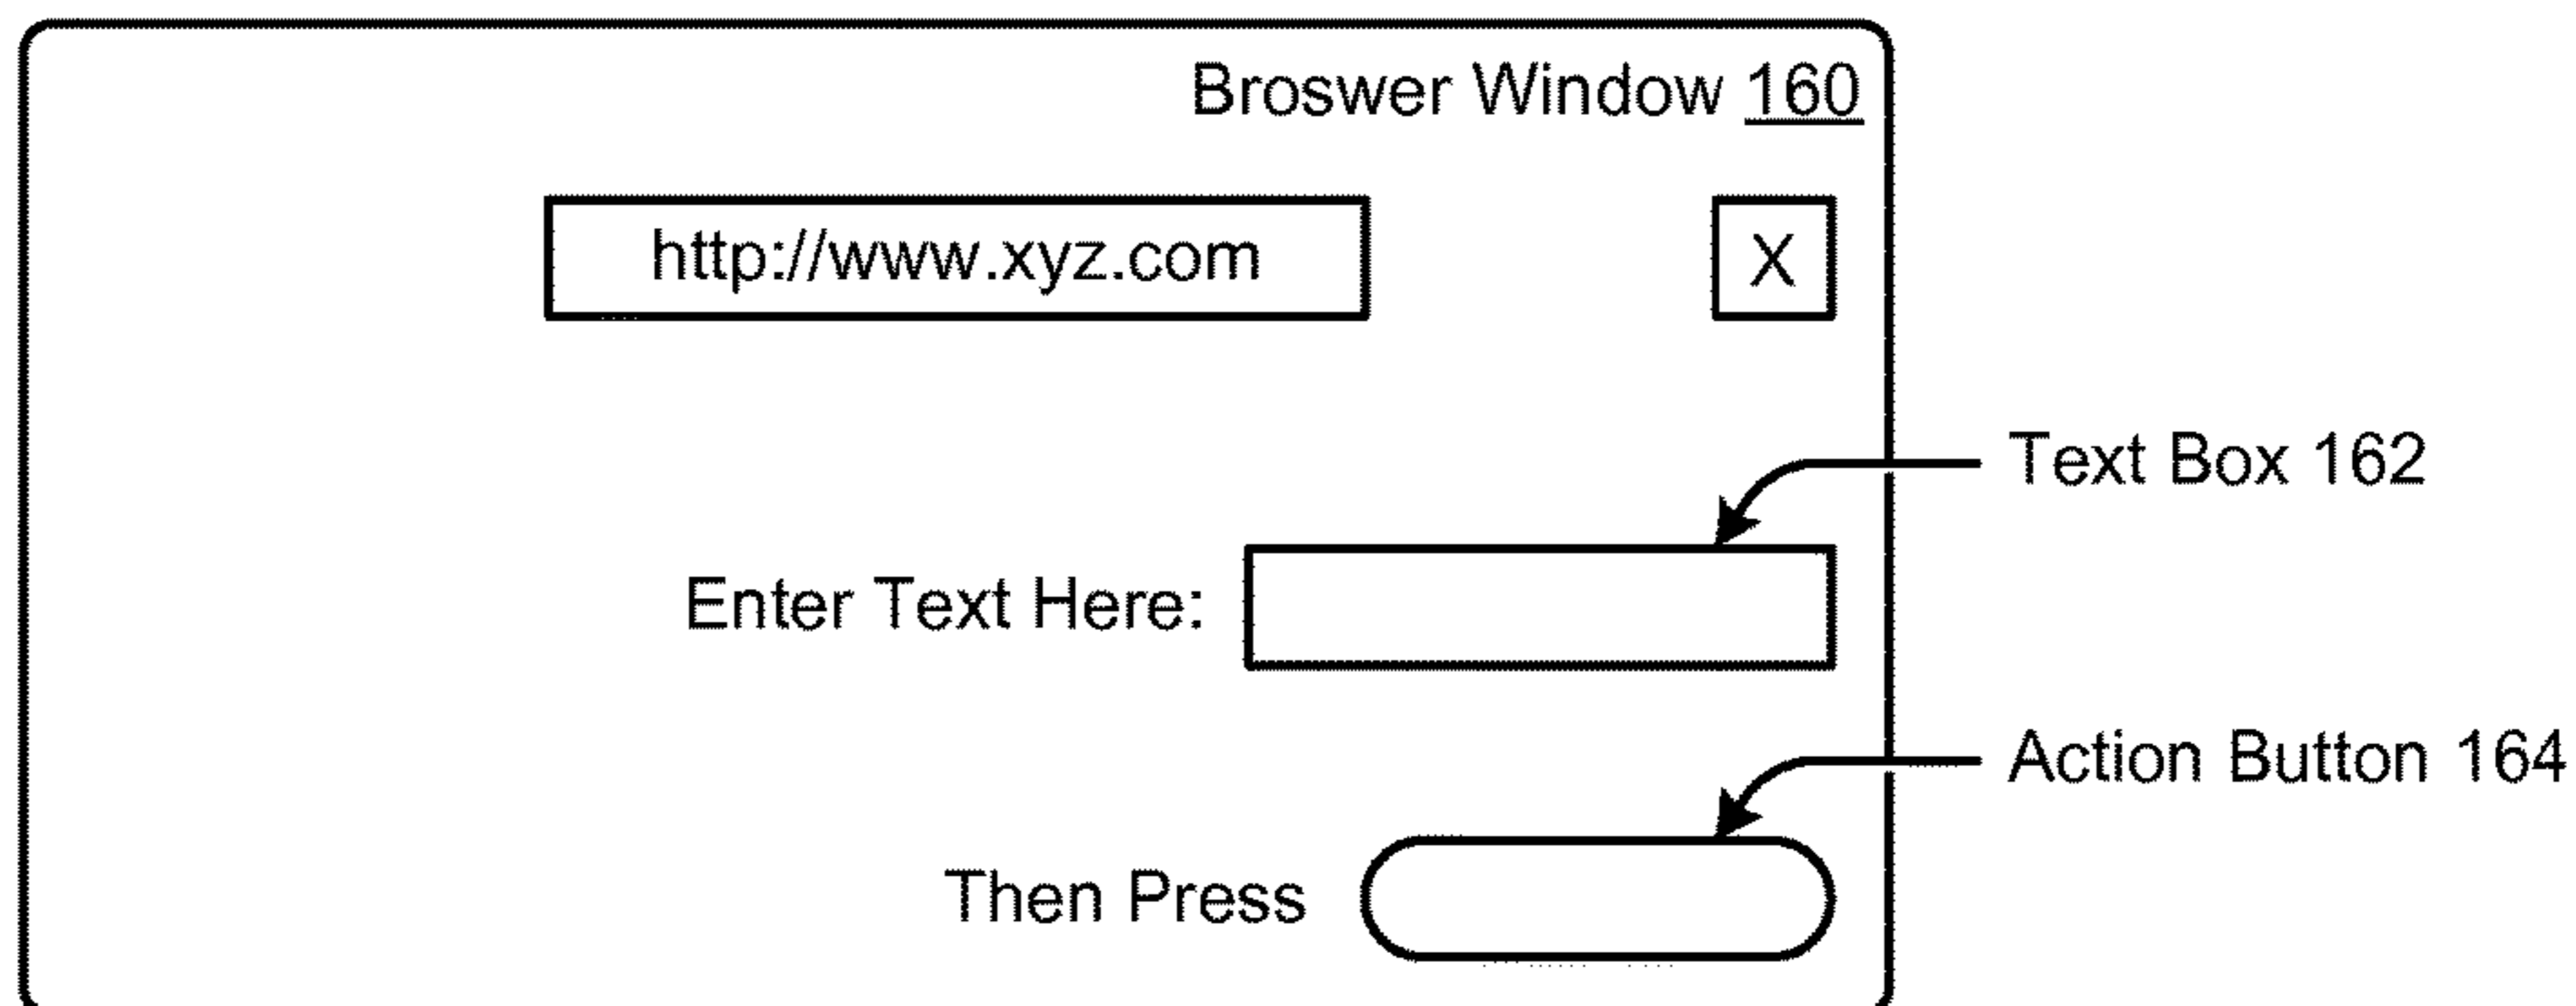 Broswer Window 160
http://www.xyz.com X
Text Box 162
Enter Text Here:
Action Button 164
Then Press